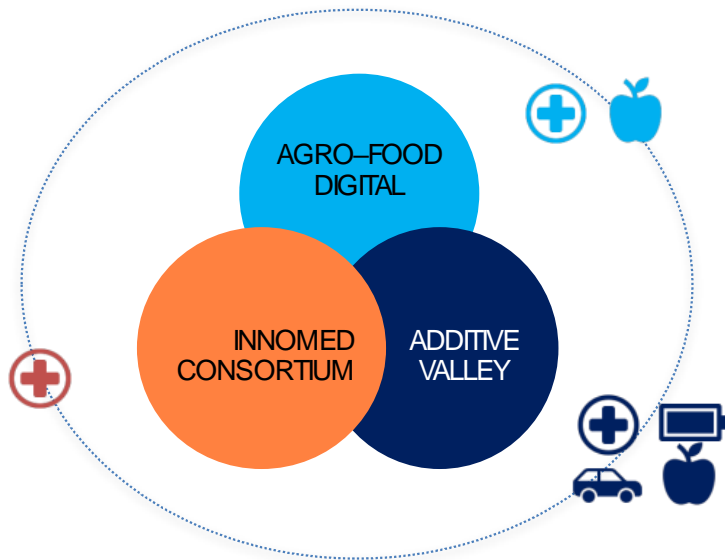 AGRO–FOOD
DIGITAL
INNOMED
CONSORTIUM
ADDITIVE
VALLEY